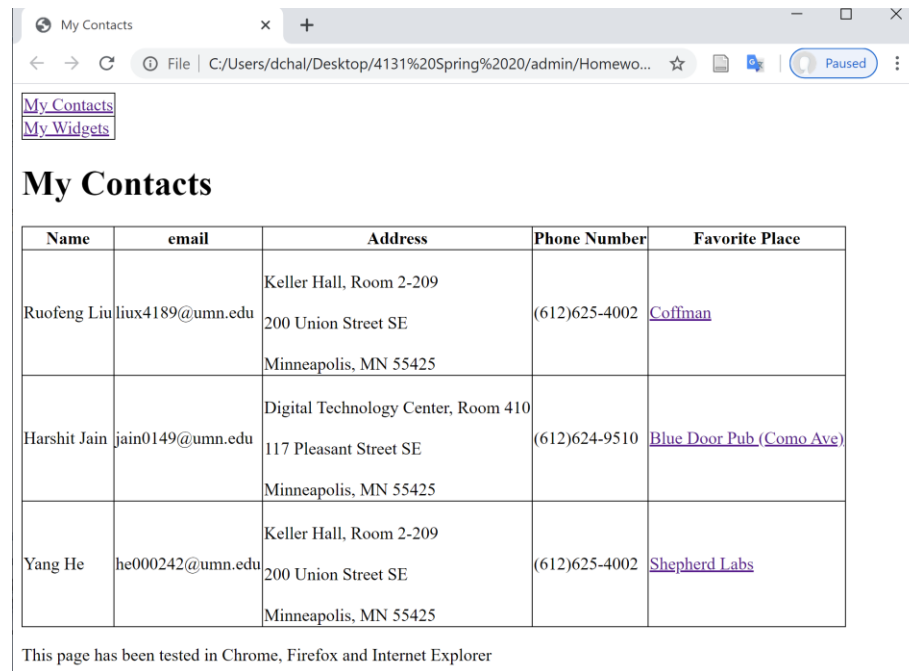 My Contacts
File C:/Users/dchal/Desktop/4131%20Spring%2020/admin/Homewo... Paused
My Contacts
My Widgets
My Contacts
Name email Address Phone Number Favorite Place
Ruofeng Liu liux4189@umn.edu Keller Hall, Room 2-209
200 Union Street SE
Minneapolis, MN 55425 (612)625-4002 Coffman
Harshit Jain jain0149@umn.edu Digital Technology Center, Room 410
117 Pleasant Street SE
Minneapolis, MN 55425 (612)624-9510 Blue Door Pub (Como Ave)
Yang He he000242@umn.edu Keller Hall, Room 2-209
200 Union Street SE
Minneapolis, MN 55425 (612)625-4002 Shepherd Labs
This page has been tested in Chrome, Firefox and Internet Explorer